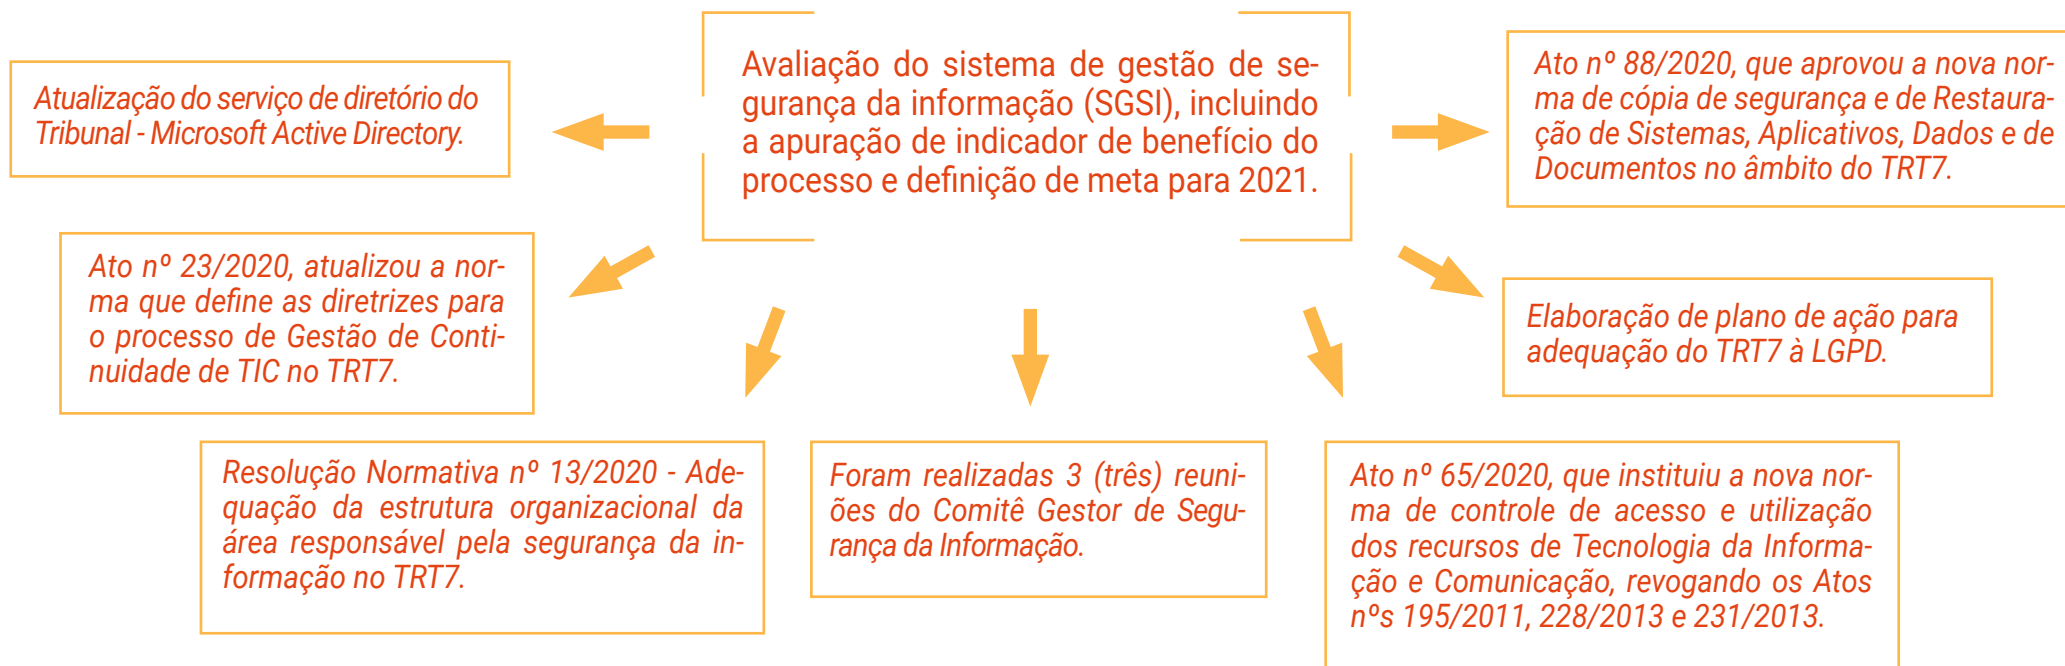 Avaliação do sistema de gestão de se-
gurança da informação (SGSI), incluindo
a apuração de indicador de benefício do
processo e definição de meta para 2021.
Atualização do serviço de diretório do
Tribunal - Microsoft Active Directory.
Ato nº 88/2020, que aprovou a nova nor-
ma de cópia de segurança e de Restaura-
ção de Sistemas, Aplicativos, Dados e de
Documentos no âmbito do TRT7.
Ato nº 23/2020, atualizou a nor-
ma que define as diretrizes para
o processo de Gestão de Conti-
nuidade de TIC no TRT7.
Elaboração de plano de ação para
adequação do TRT7 à LGPD.
Resolução Normativa nº 13/2020 - Ade-
quação da estrutura organizacional da
área responsável pela segurança da in-
formação no TRT7.
Foram realizadas 3 (três) reuni-
ões do Comitê Gestor de Segu-
rança da Informação.
Ato nº 65/2020, que instituiu a nova nor-
ma de controle de acesso e utilização
dos recursos de Tecnologia da Informa-
ção e Comunicação, revogando os Atos
nºs 195/2011, 228/2013 e 231/2013.